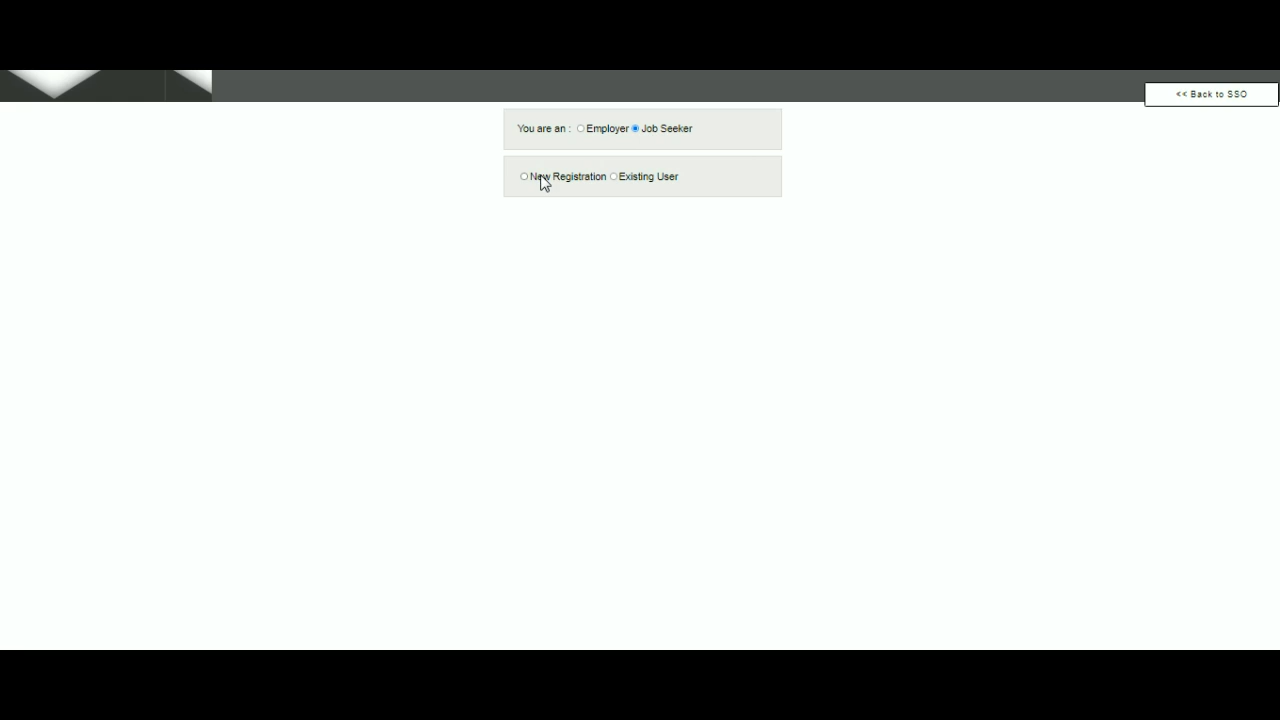 << Back to SSO
You are an : Employer Job Seeker
New Registration Existing User